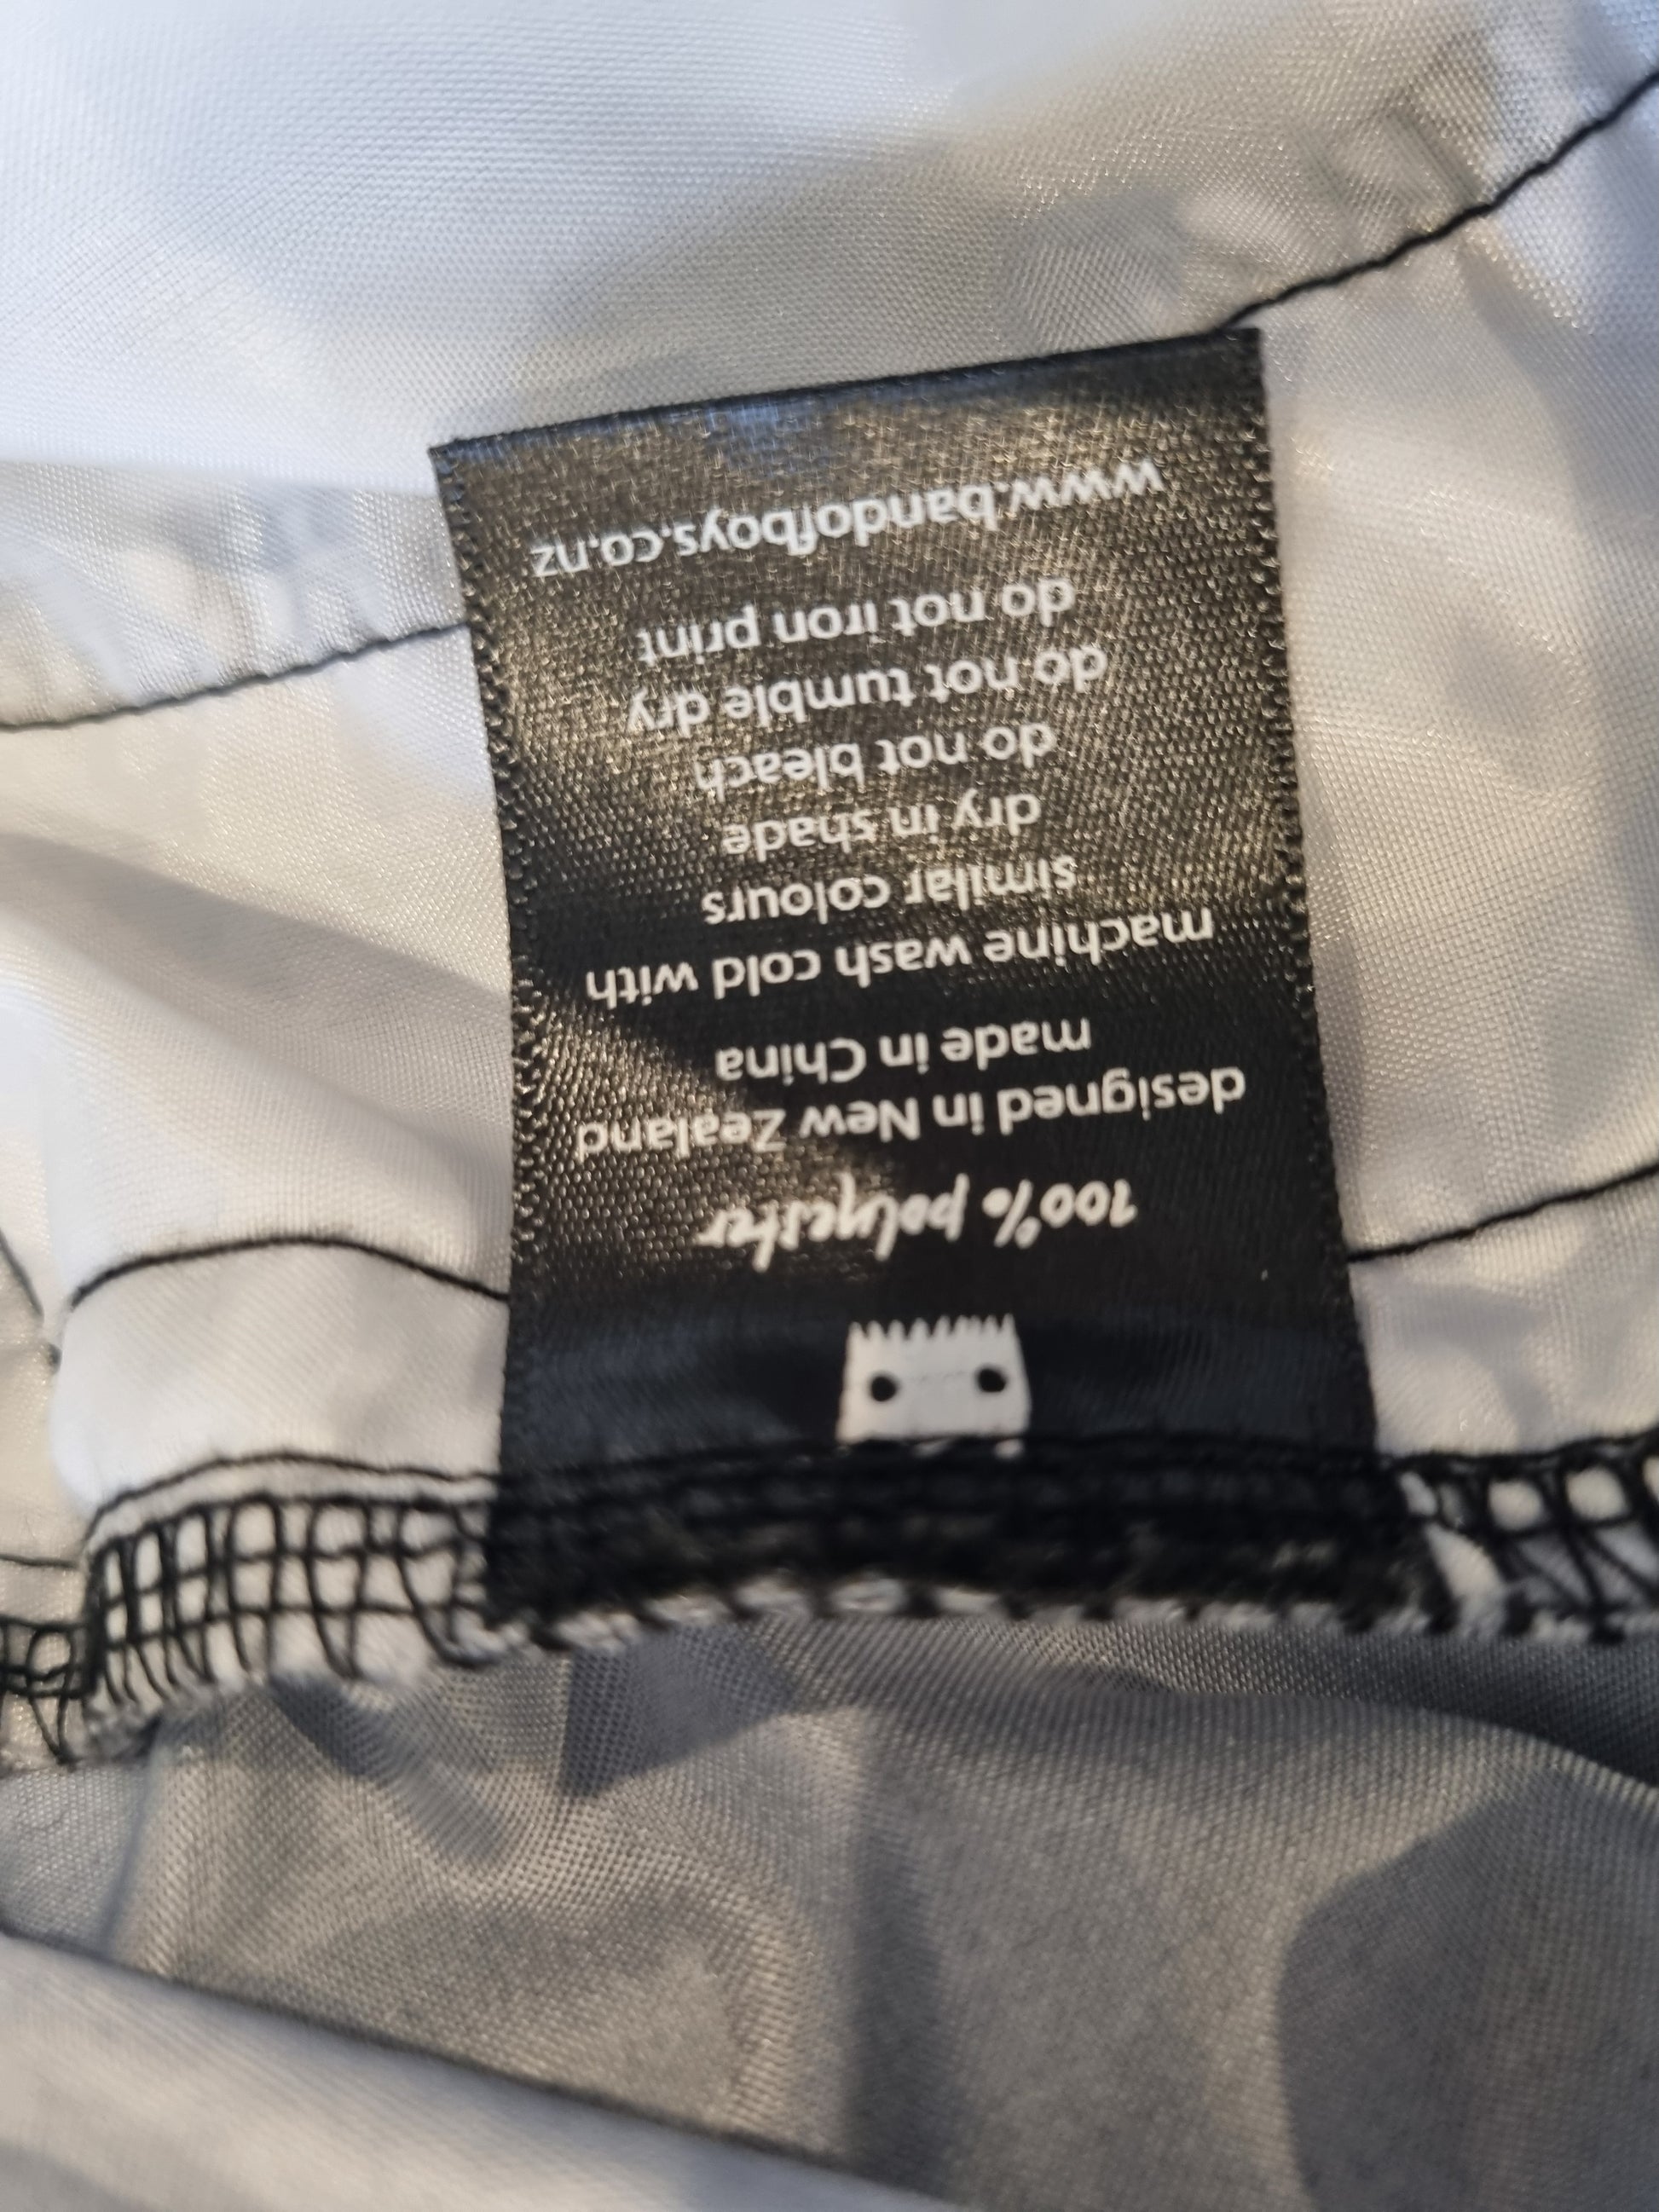 100% polyester
designed in New Zealand
made in China
machine wash cold with
similar colours
dry in shade
do not bleach
do not tumble dry
do not iron print
www.bandofboys.co.nz